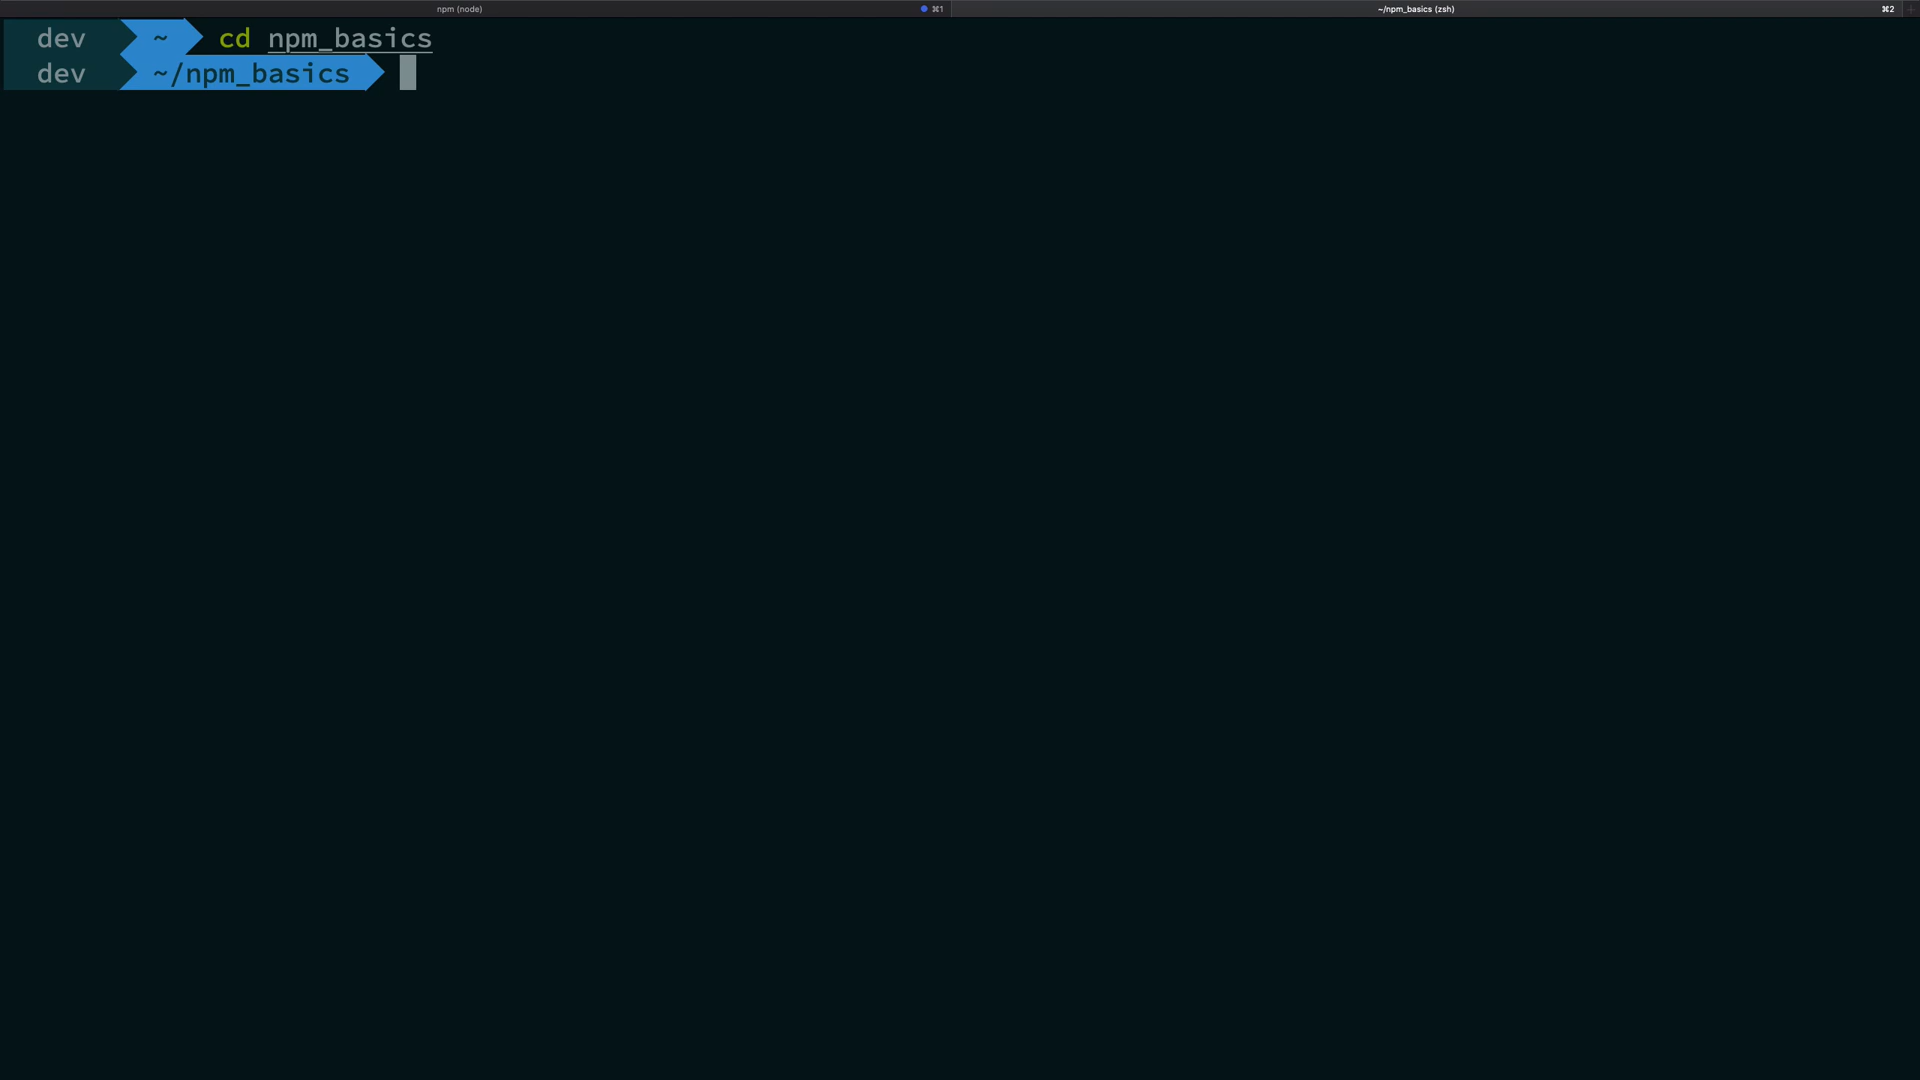 npm (node) ⌘1 ~/npm_basics (zsh) ⌘2
dev ~ cd npm_basics
dev ~/npm_basics